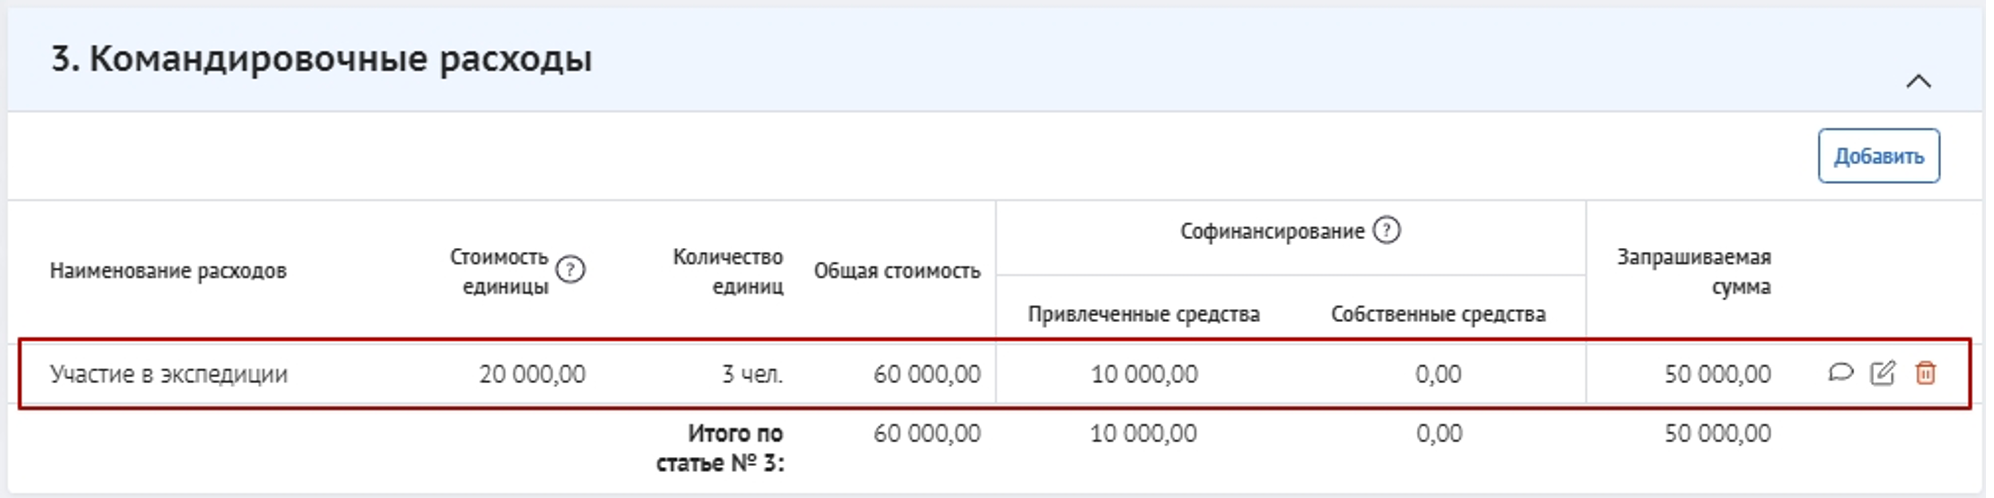 3. Командировочные расходы
Добавить
Наименование расходов
Стоимость
единицы ?
Количество
единиц
Общая стоимость
Софинансирование ?
Привлеченные средства
Собственные средства
Запрашиваемая
сумма
Участие в экспедиции 20 000,00 3 чел. 60 000,00 10 000,00 0,00 50 000,00
Итого по
статье № 3:
60 000,00 10 000,00 0,00 50 000,00